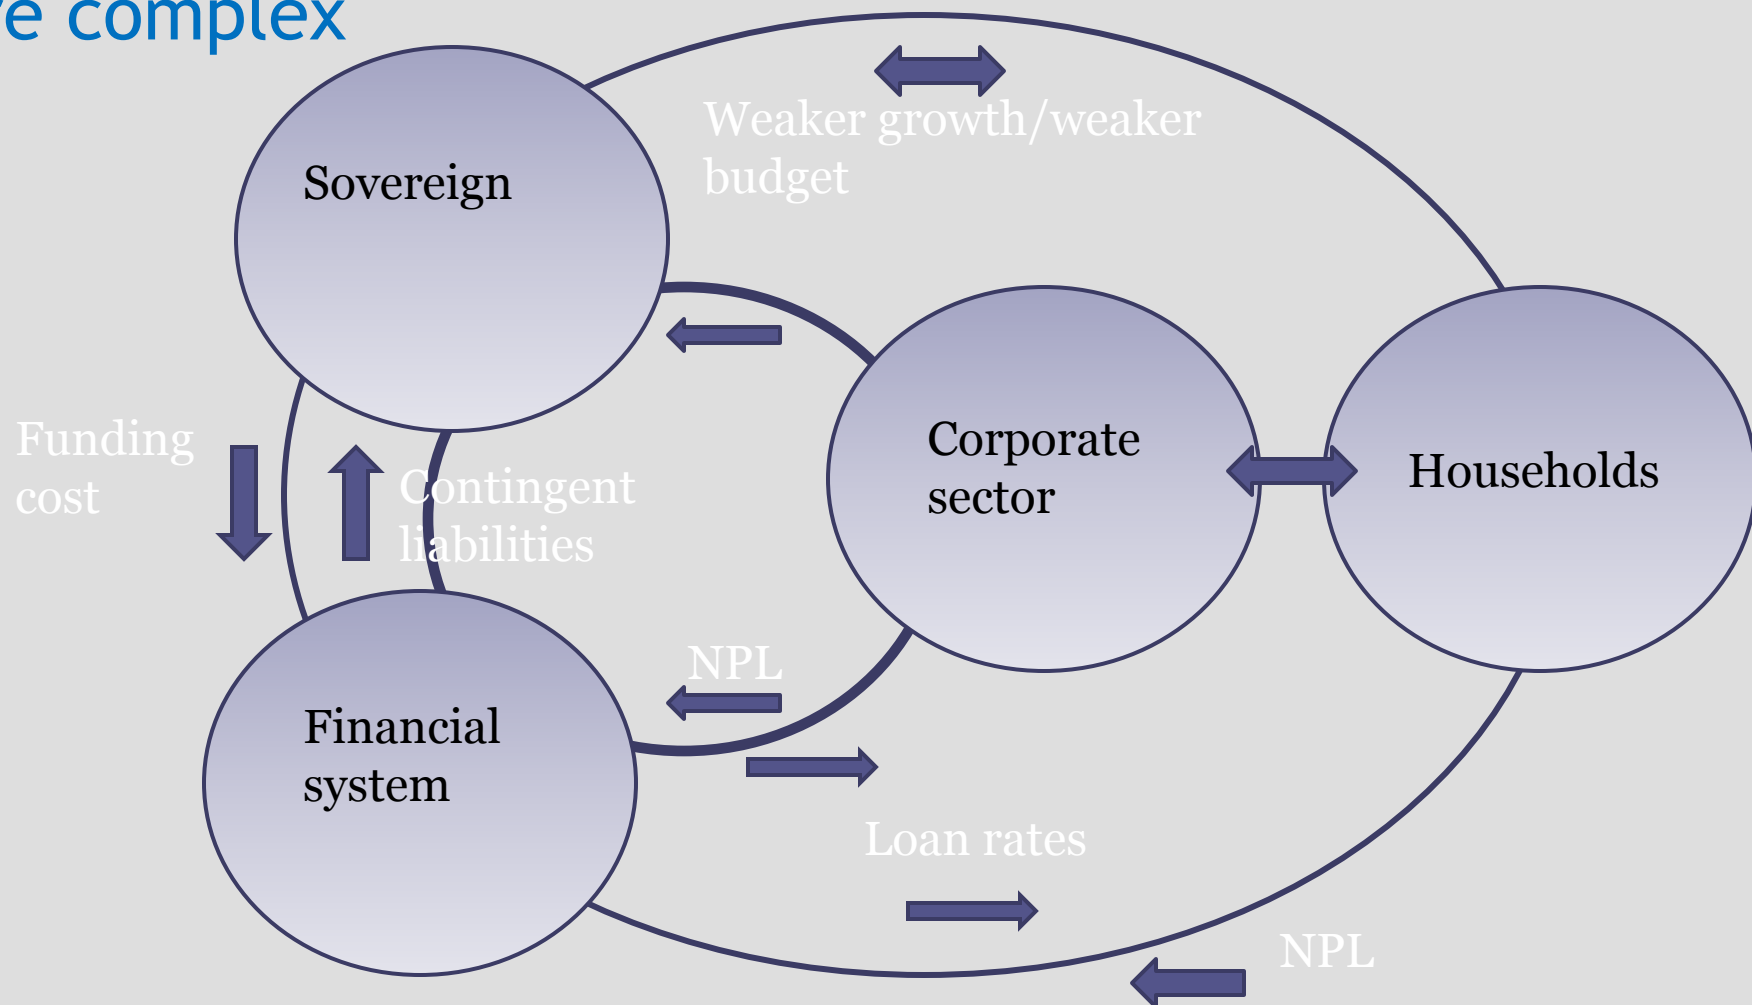 ve complex
Weaker growth/weaker
budget
Sovereign
Funding
cost
Contingent
liabilities
Corporate
sector
Households
NPL
Financial
system
Loan rates
NPL